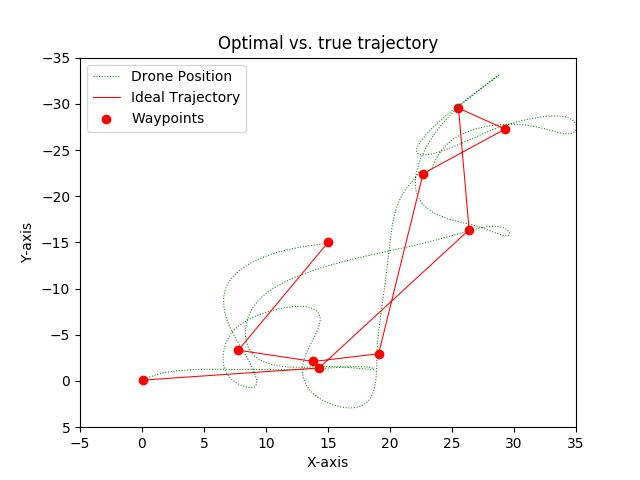 Optimal vs. true trajectory
Drone Position
Ideal Trajectory
Waypoints
−35
−30
−25
−20
−15
−10
−5
0
5
Y-axis
−5 0 5 10 15 20 25 30 35
X-axis